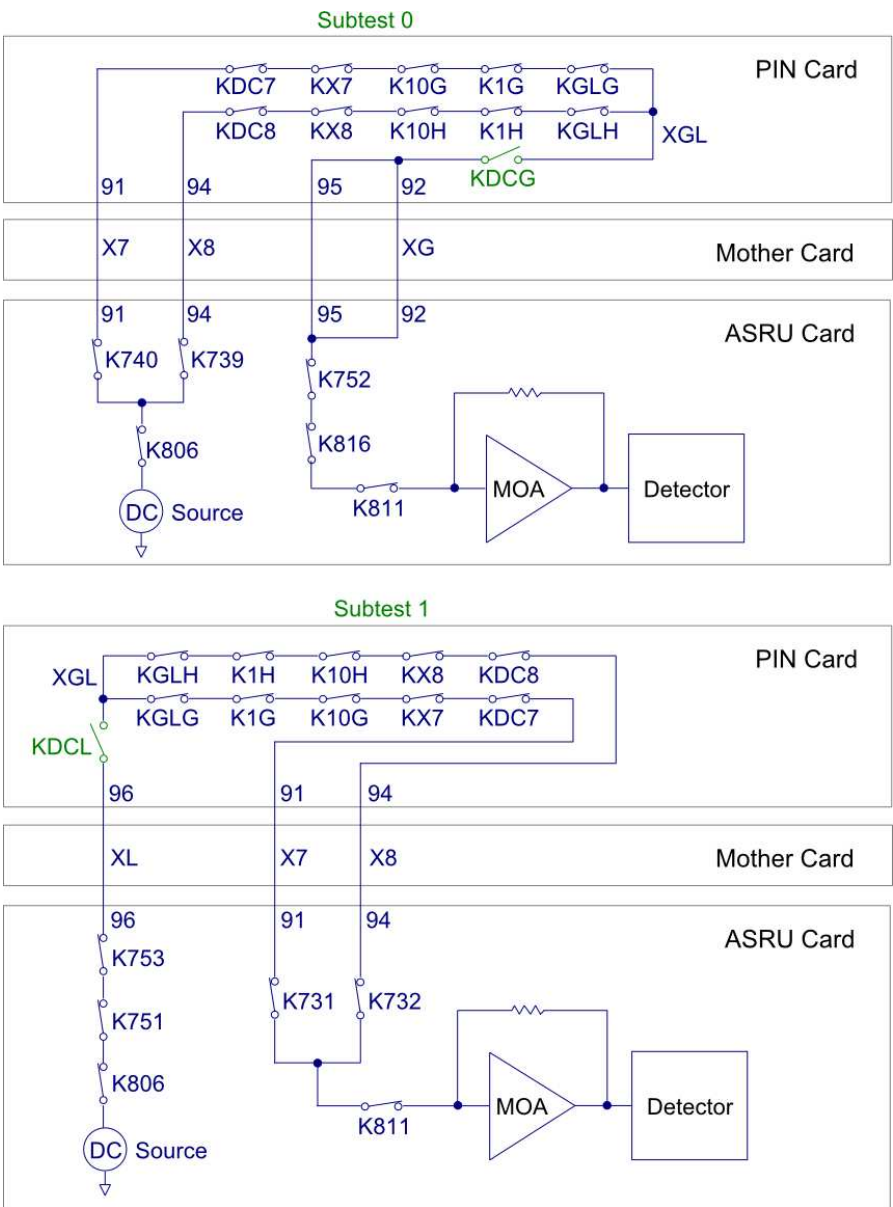 Subtest 0
PIN Card
KDC7 KX7 K10G K1G KGLG
KDC8 KX8 K10H K1H KGLH XGL
KDCG
91 94 95 92
X7 X8 XG Mother Card
91 94 95 92
ASRU Card
K740 K739
K752
K816
K806
DC Source
K811
MOA
Detector
Subtest 1
PIN Card
XGL KGLH K1H K10H KX8 KDC8
KGLG K1G K10G KX7 KDC7
KDCL
96 91 94
XL X7 X8 Mother Card
96 91 94
ASRU Card
K753
K731 K732
K751
K806
K811
MOA
Detector
DC Source